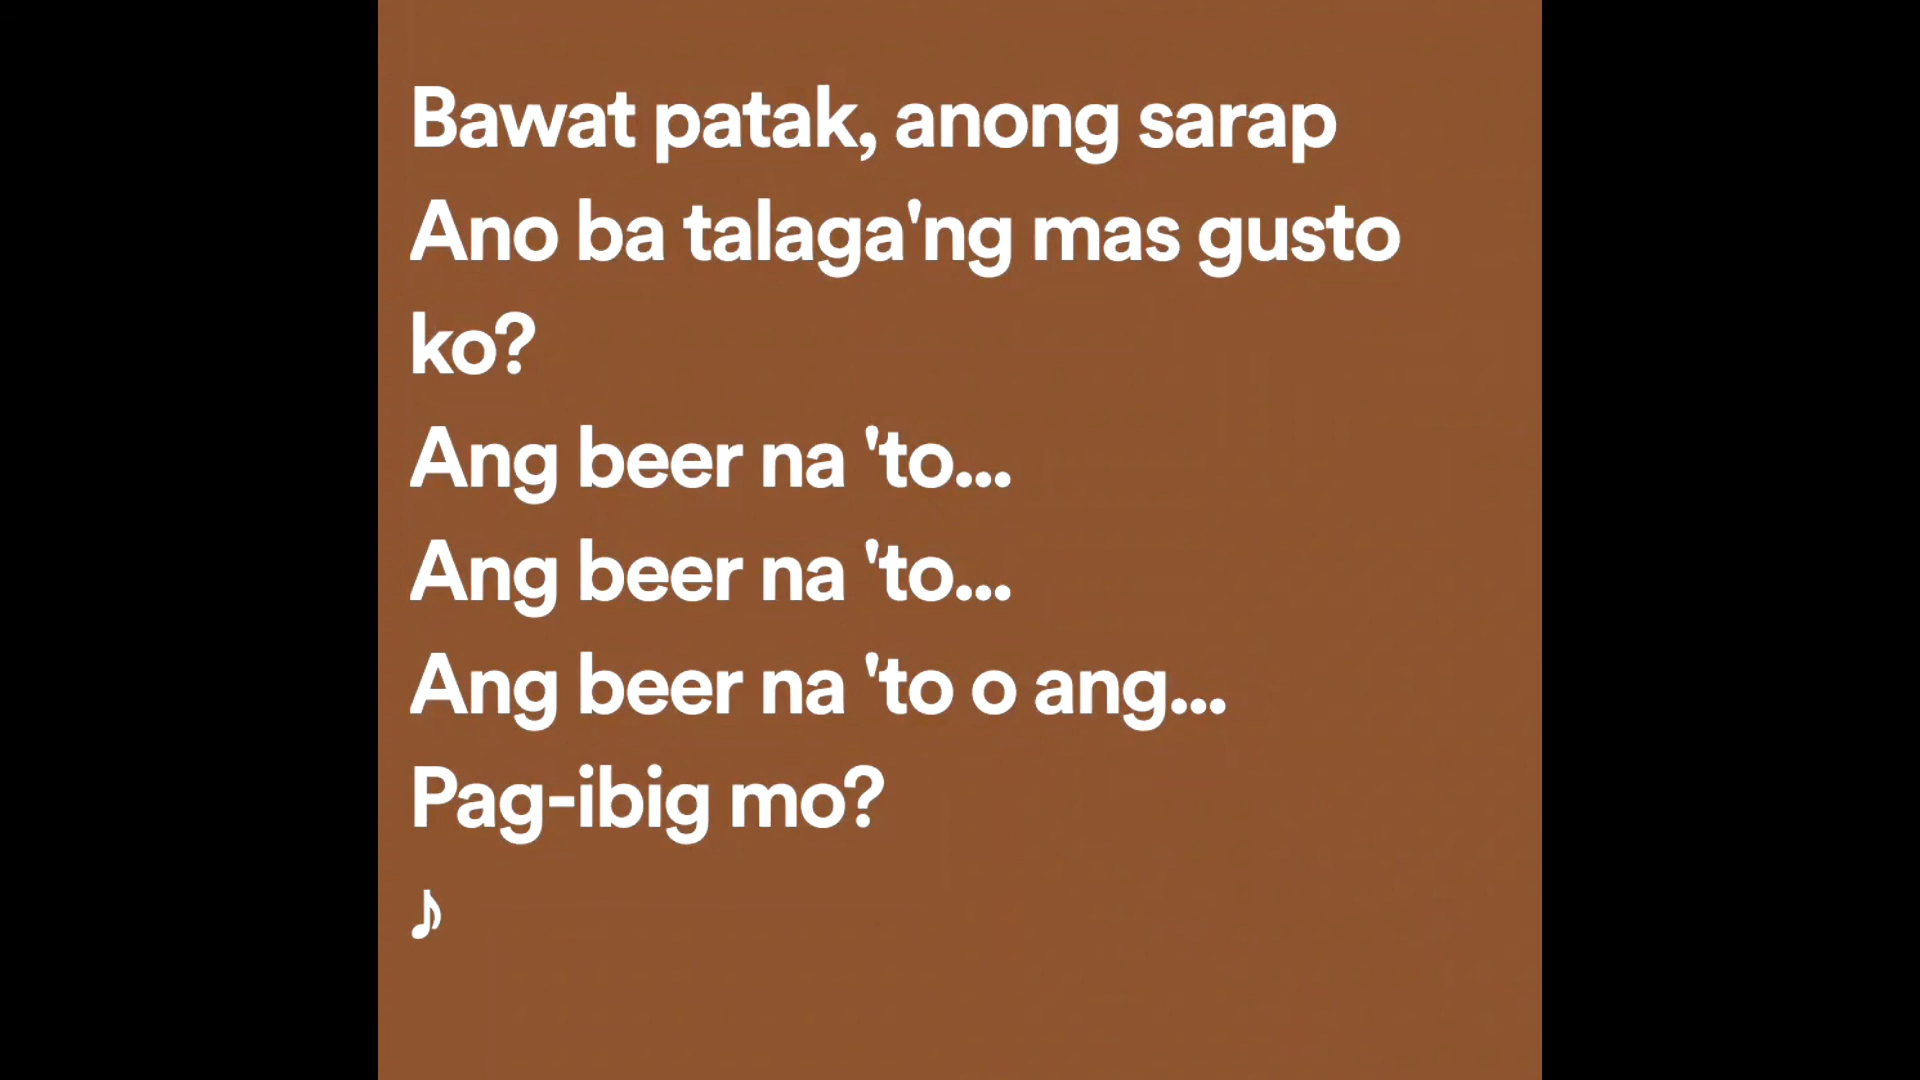 Bawat patak, anong sarap
Ano ba talaga'ng mas gusto
ko?
Ang beer na 'to...
Ang beer na 'to...
Ang beer na 'to o ang...
Pag-ibig mo?
♪